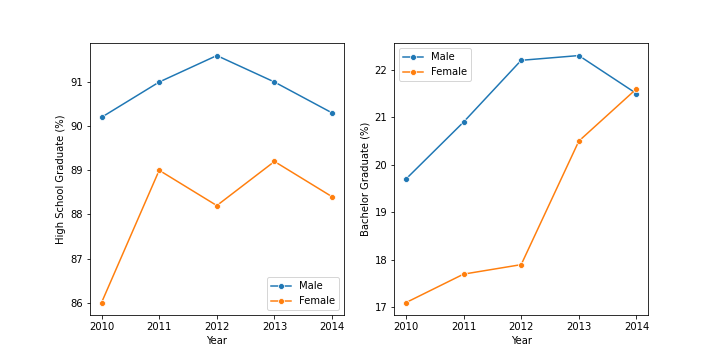 High School Graduate (%)
91
90
89
88
87
86
2010 2011 2012 2013 2014
Year
Male
Female
Bachelor Graduate (%)
22
21
20
19
18
17
2010 2011 2012 2013 2014
Year
Male
Female